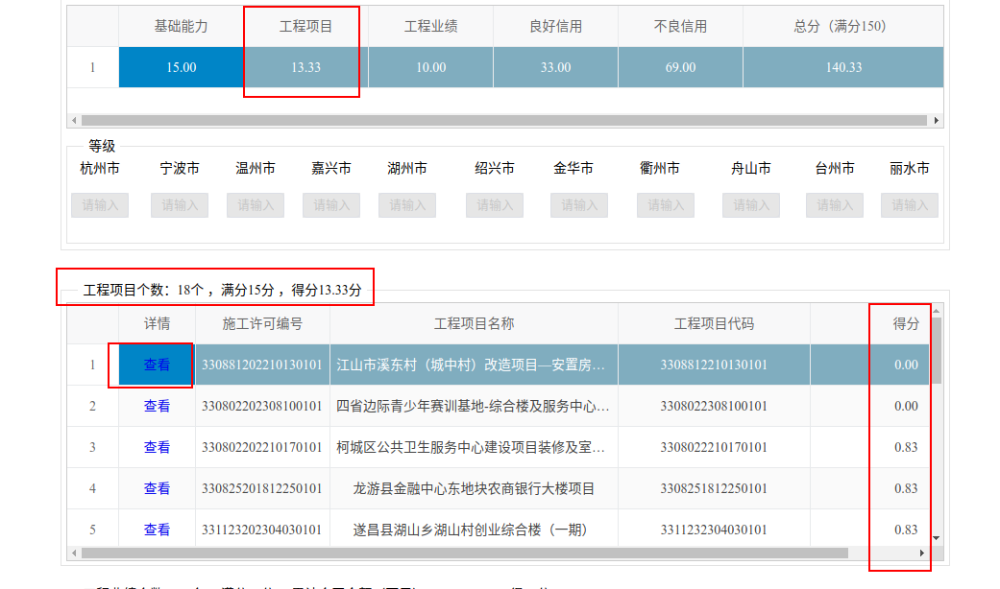 基础能力 工程项目 工程业绩 良好信用 不良信用 总分（满分150）
1 15.00 13.33 10.00 33.00 69.00 140.33
等级
杭州市 宁波市 温州市 嘉兴市 湖州市 绍兴市 金华市 衢州市 舟山市 台州市 丽水市
请输入 请输入 请输入 请输入 请输入 请输入 请输入 请输入 请输入 请输入 请输入
工程项目个数：18个 ，满分15分 ，得分13.33分
详情 施工许可编号 工程项目名称 工程项目代码 得分
1 查看 330881202210130101 江山市溪东村（城中村）改造项目—安置房… 3308812210130101 0.00
2 查看 330802202308100101 四省边际青少年赛训基地-综合楼及服务中心… 3308022308100101 0.00
3 查看 330802202210170101 柯城区公共卫生服务中心建设项目装修及室… 3308022210170101 0.83
4 查看 330825201812250101 龙游县金融中心东地块农商银行大楼项目 3308251812250101 0.83
5 查看 331123202304030101 遂昌县湖山乡湖山村创业综合楼（一期） 3311232304030101 0.83